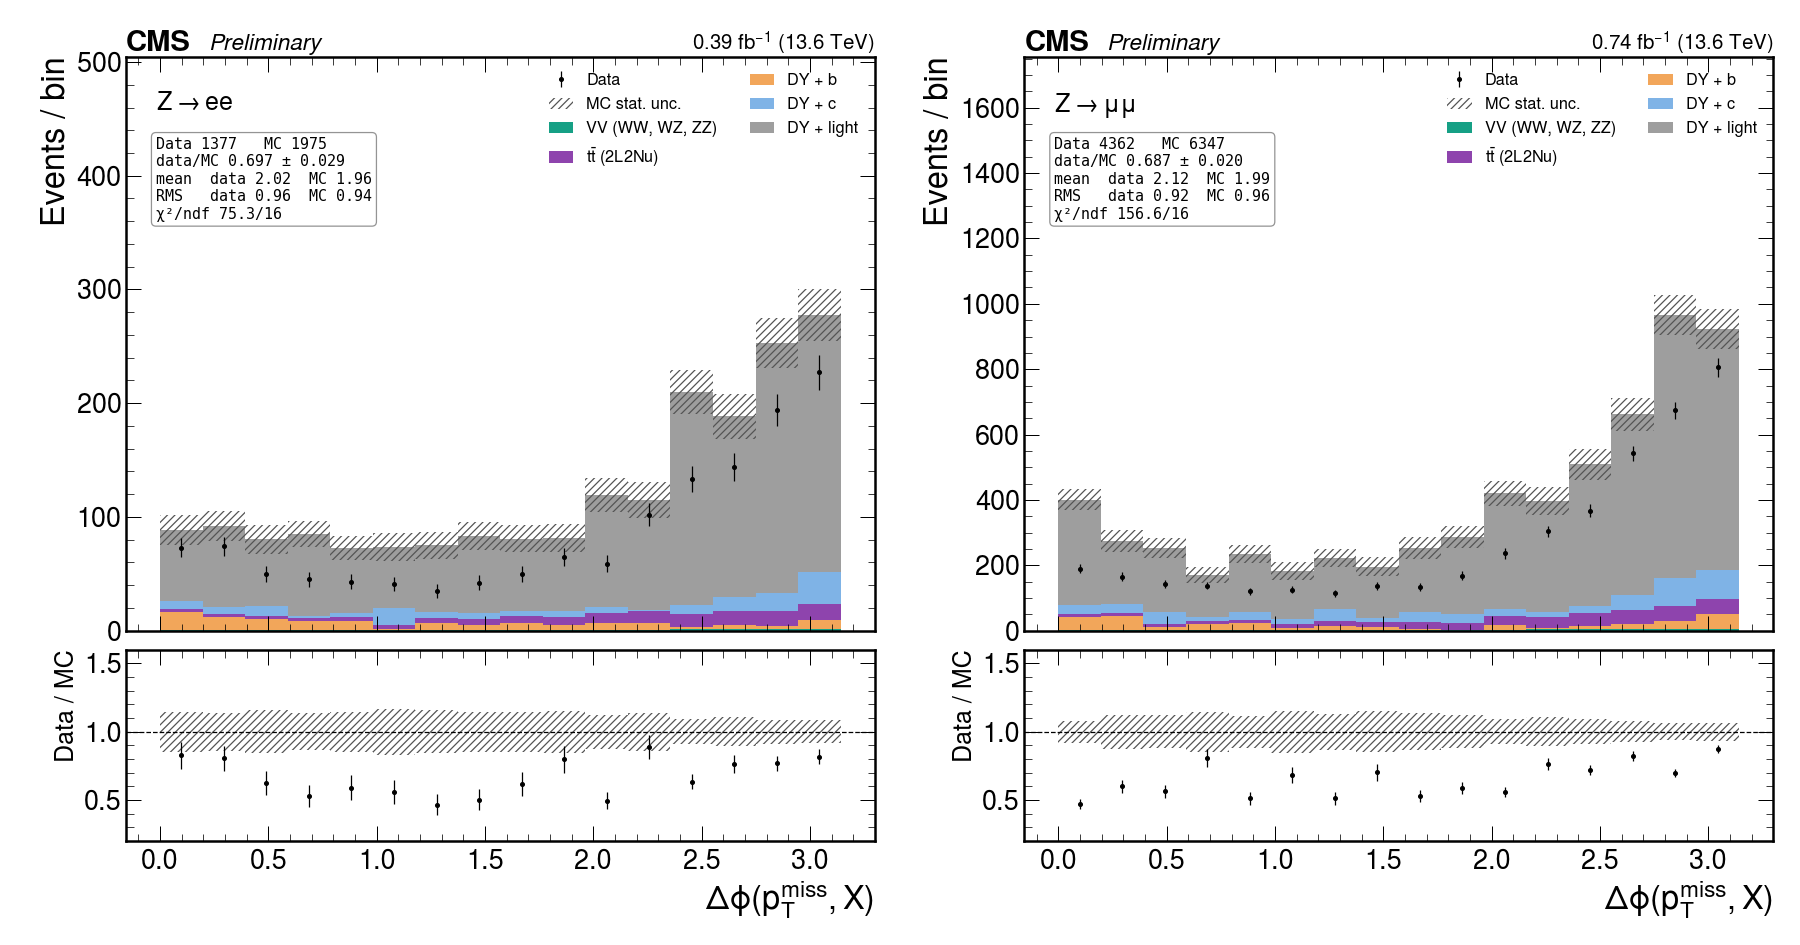 CMS Preliminary 0.39 fb⁻¹ (13.6 TeV)
Events / bin
500
400
300
200
100
0
Z → ee
Data 1377 MC 1975
data/MC 0.697 ± 0.029
mean data 2.02 MC 1.96
RMS data 0.96 MC 0.94
χ²/ndf 75.3/16
Data
MC stat. unc.
VV (WW, WZ, ZZ)
tt̄ (2L2Nu)
DY + b
DY + c
DY + light
Data / MC
1.5
1.0
0.5
0.0 0.5 1.0 1.5 2.0 2.5 3.0
Δϕ(p_T^miss, X)
CMS Preliminary 0.74 fb⁻¹ (13.6 TeV)
Events / bin
1600
1400
1200
1000
800
600
400
200
0
Z → μμ
Data 4362 MC 6347
data/MC 0.687 ± 0.020
mean data 2.12 MC 1.99
RMS data 0.92 MC 0.96
χ²/ndf 156.6/16
Data
MC stat. unc.
VV (WW, WZ, ZZ)
tt̄ (2L2Nu)
DY + b
DY + c
DY + light
Data / MC
1.5
1.0
0.5
0.0 0.5 1.0 1.5 2.0 2.5 3.0
Δϕ(p_T^miss, X)